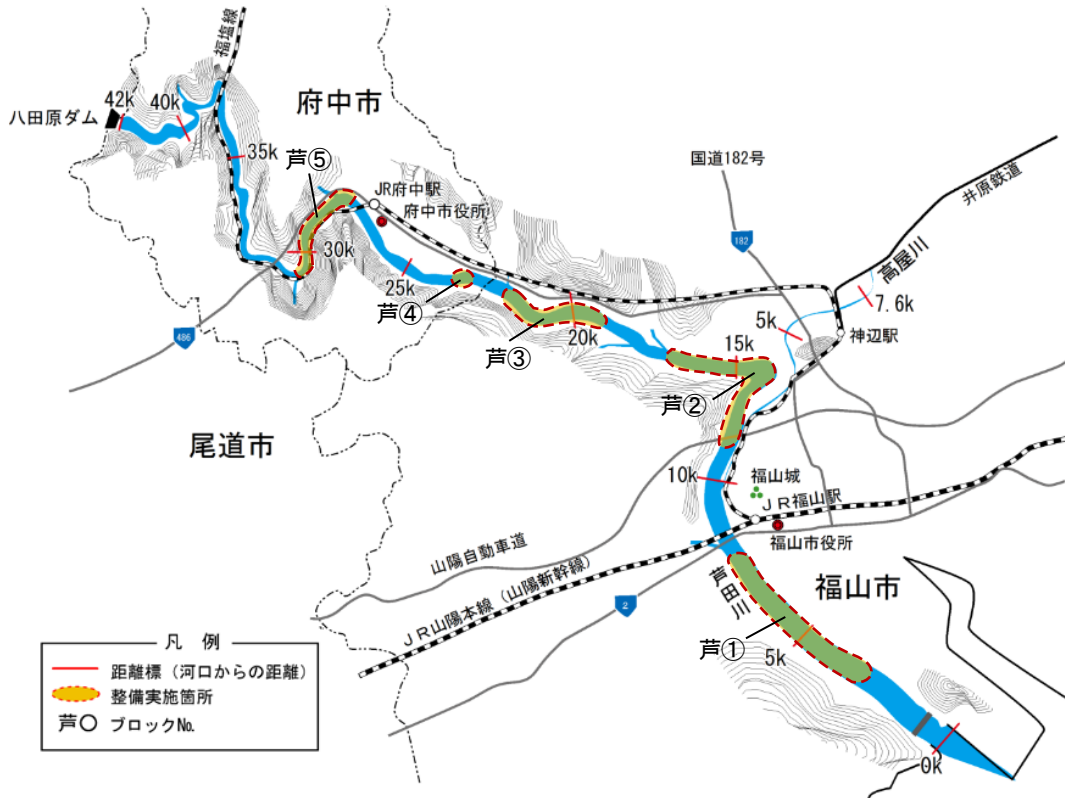 福塩線
42k
40k
八田原ダム
府中市
35k
芦⑤
JR府中駅
府中市役所
国道182号
井原鉄道
182
高屋川
30k
25k
7.6k
5k
芦④
神辺駅
486
芦③
20k
15k
芦②
尾道市
10k
福山城
JR福山駅
福山市役所
山陽自動車道
JR山陽本線（山陽新幹線）
芦田川
福山市
2
芦①
5k
0k
凡 例
距離標（河口からの距離）
整備実施箇所
芦○ ブロックNo.